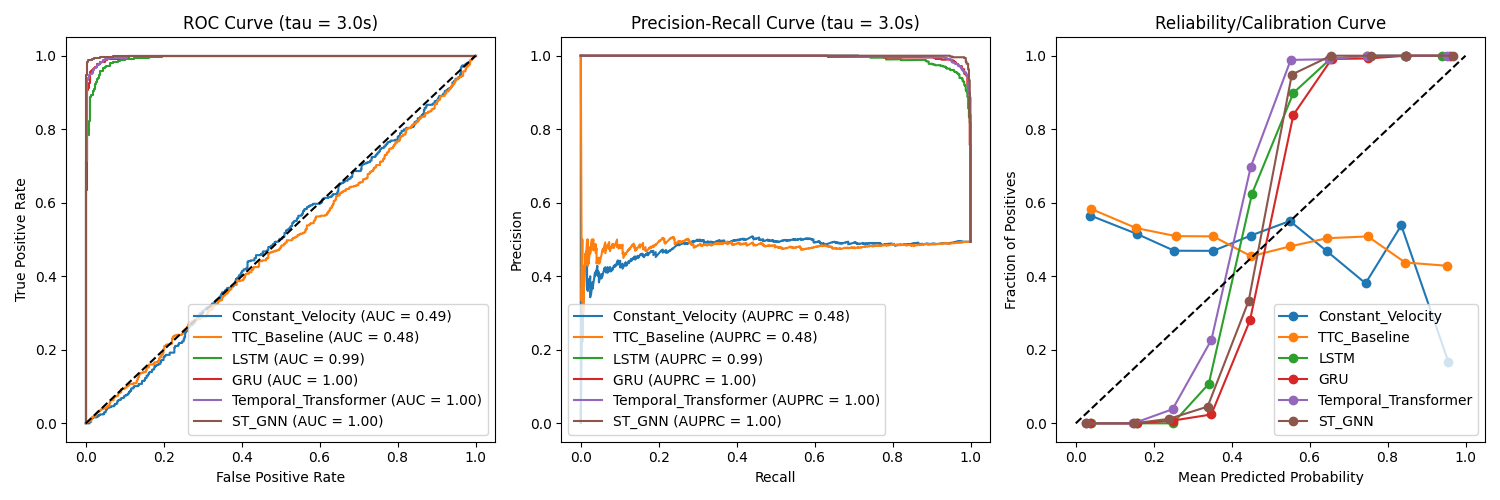 ROC Curve (tau = 3.0s)
True Positive Rate
1.0
0.8
0.6
0.4
0.2
0.0
0.0 0.2 0.4 0.6 0.8 1.0
False Positive Rate
Constant_Velocity (AUC = 0.49)
TTC_Baseline (AUC = 0.48)
LSTM (AUC = 0.99)
GRU (AUC = 1.00)
Temporal_Transformer (AUC = 1.00)
ST_GNN (AUC = 1.00)
Precision-Recall Curve (tau = 3.0s)
Precision
1.0
0.8
0.6
0.4
0.2
0.0
0.0 0.2 0.4 0.6 0.8 1.0
Recall
Constant_Velocity (AUPRC = 0.48)
TTC_Baseline (AUPRC = 0.48)
LSTM (AUPRC = 0.99)
GRU (AUPRC = 1.00)
Temporal_Transformer (AUPRC = 1.00)
ST_GNN (AUPRC = 1.00)
Reliability/Calibration Curve
Fraction of Positives
1.0
0.8
0.6
0.4
0.2
0.0
0.0 0.2 0.4 0.6 0.8 1.0
Mean Predicted Probability
Constant_Velocity
TTC_Baseline
LSTM
GRU
Temporal_Transformer
ST_GNN